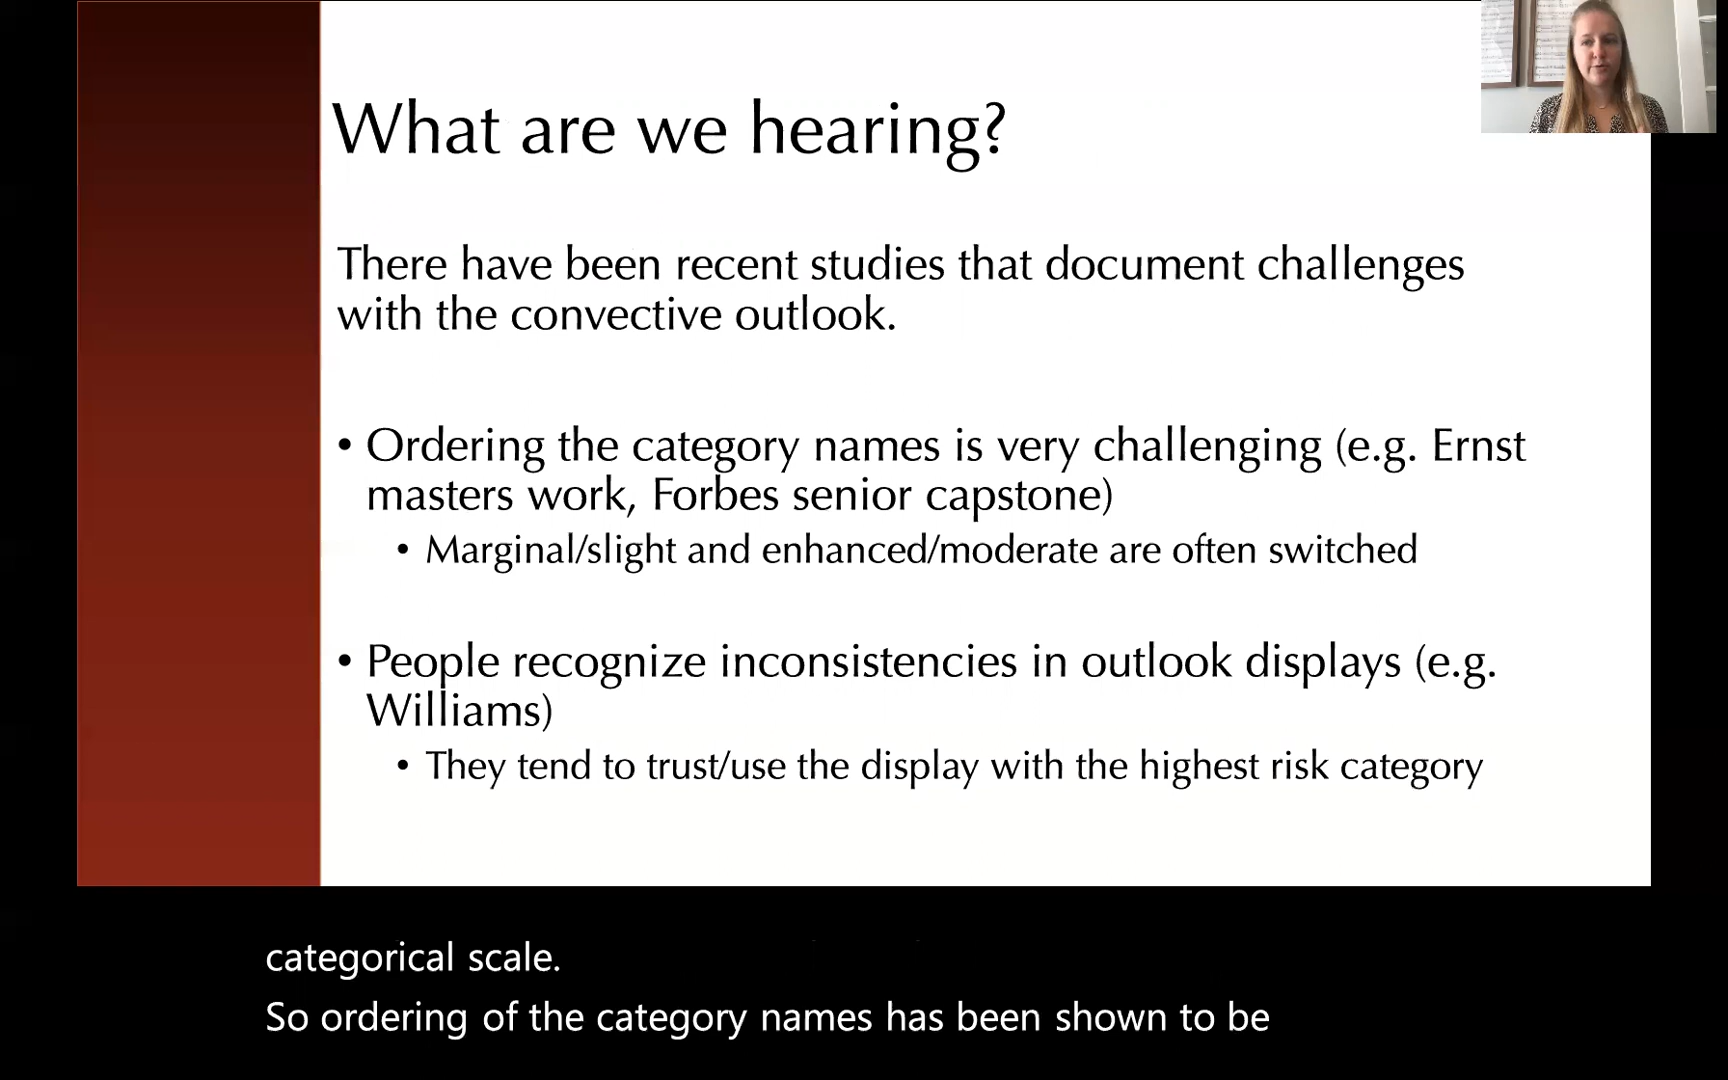 What are we hearing?
There have been recent studies that document challenges
with the convective outlook.
• Ordering the category names is very challenging (e.g. Ernst
masters work, Forbes senior capstone)
• Marginal/slight and enhanced/moderate are often switched
• People recognize inconsistencies in outlook displays (e.g.
Williams)
• They tend to trust/use the display with the highest risk category
categorical scale.
So ordering of the category names has been shown to be